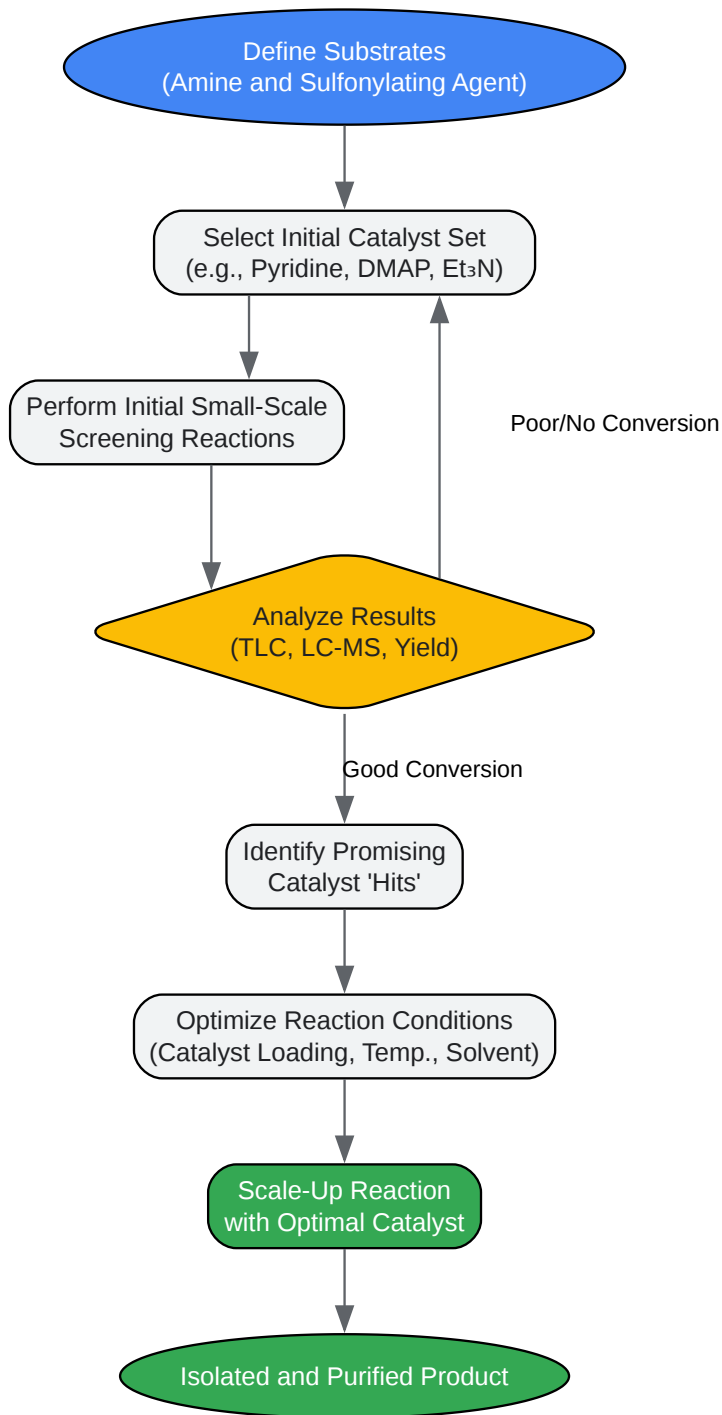 Define Substrates
(Amine and Sulfonylating Agent)
Select Initial Catalyst Set
(e.g., Pyridine, DMAP, Et₃N)
Perform Initial Small-Scale
Screening Reactions
Poor/No Conversion
Analyze Results
(TLC, LC-MS, Yield)
Good Conversion
Identify Promising
Catalyst 'Hits'
Optimize Reaction Conditions
(Catalyst Loading, Temp., Solvent)
Scale-Up Reaction
with Optimal Catalyst
Isolated and Purified Product